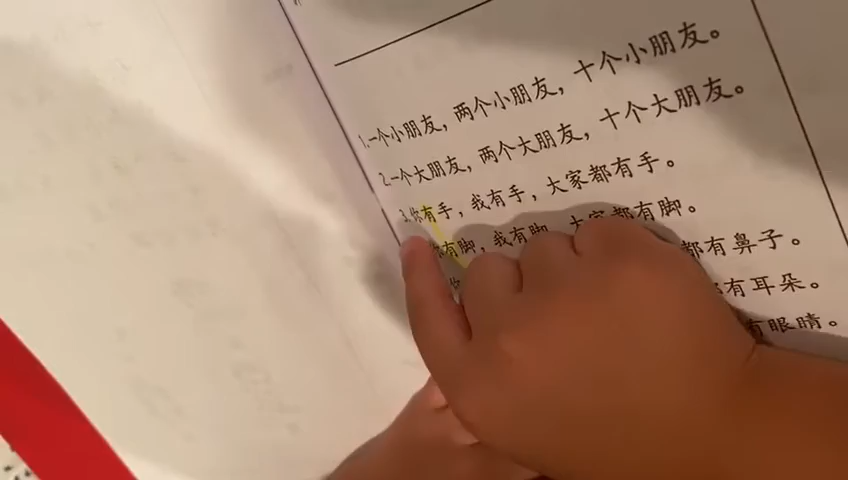 1.一个小朋友,两个小朋友,十个小朋友。
2.一个大朋友,两个大朋友,十个大朋友。
3.你有手,我有手,大家都有手。
你有脚,我有脚,大家都有脚。
你 都有鼻子。
都有耳朵。
有眼睛。